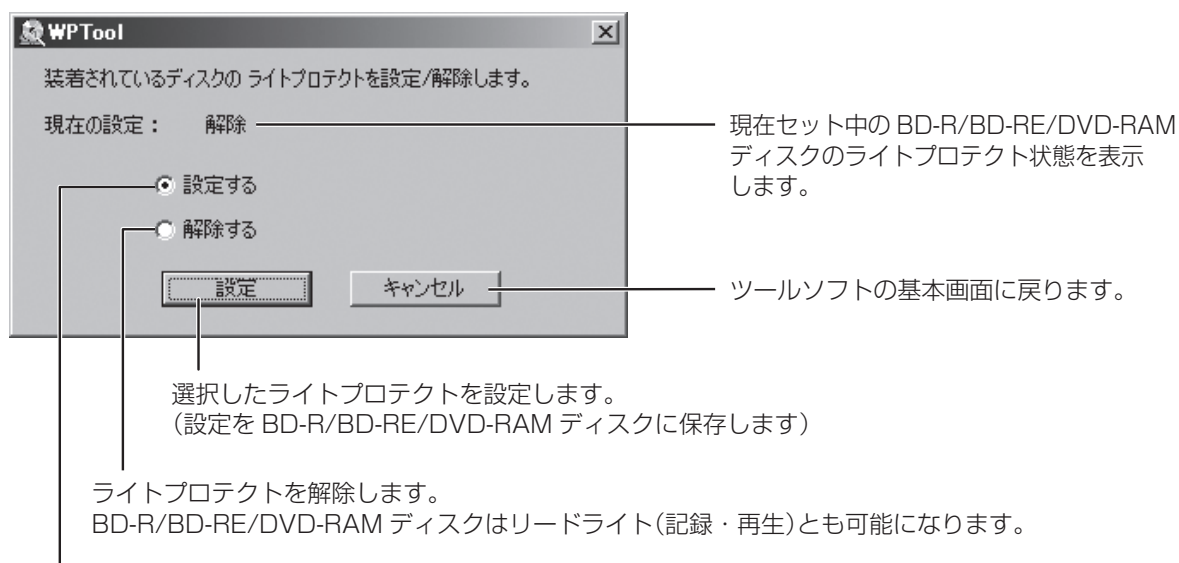 WPTool
装着されているディスクの ライトプロテクトを設定/解除します。
現在の設定： 解除
現在セット中の BD-R/BD-RE/DVD-RAM
ディスクのライトプロテクト状態を表示
します。
設定する
解除する
設定 キャンセル
ツールソフトの基本画面に戻ります。
選択したライトプロテクトを設定します。
（設定を BD-R/BD-RE/DVD-RAM ディスクに保存します）
ライトプロテクトを解除します。
BD-R/BD-RE/DVD-RAM ディスクはリードライト（記録・再生）とも可能になります。